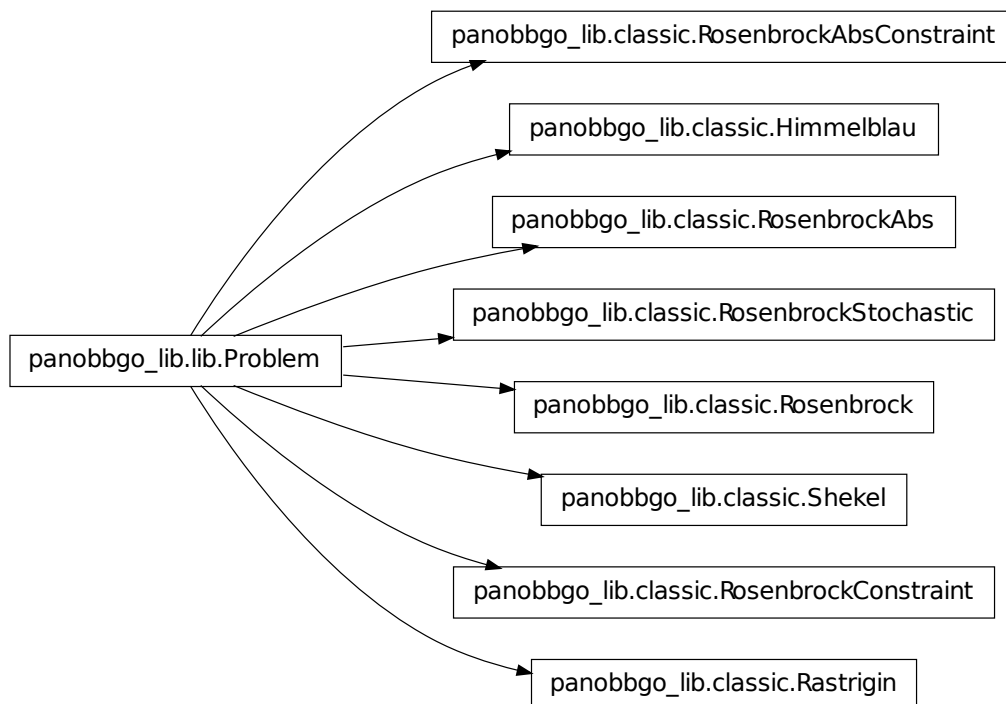 panobbgo_lib.classic.RosenbrockAbsConstraint
panobbgo_lib.classic.Himmelblau
panobbgo_lib.classic.RosenbrockAbs
panobbgo_lib.classic.RosenbrockStochastic
panobbgo_lib.lib.Problem
panobbgo_lib.classic.Rosenbrock
panobbgo_lib.classic.Shekel
panobbgo_lib.classic.RosenbrockConstraint
panobbgo_lib.classic.Rastrigin